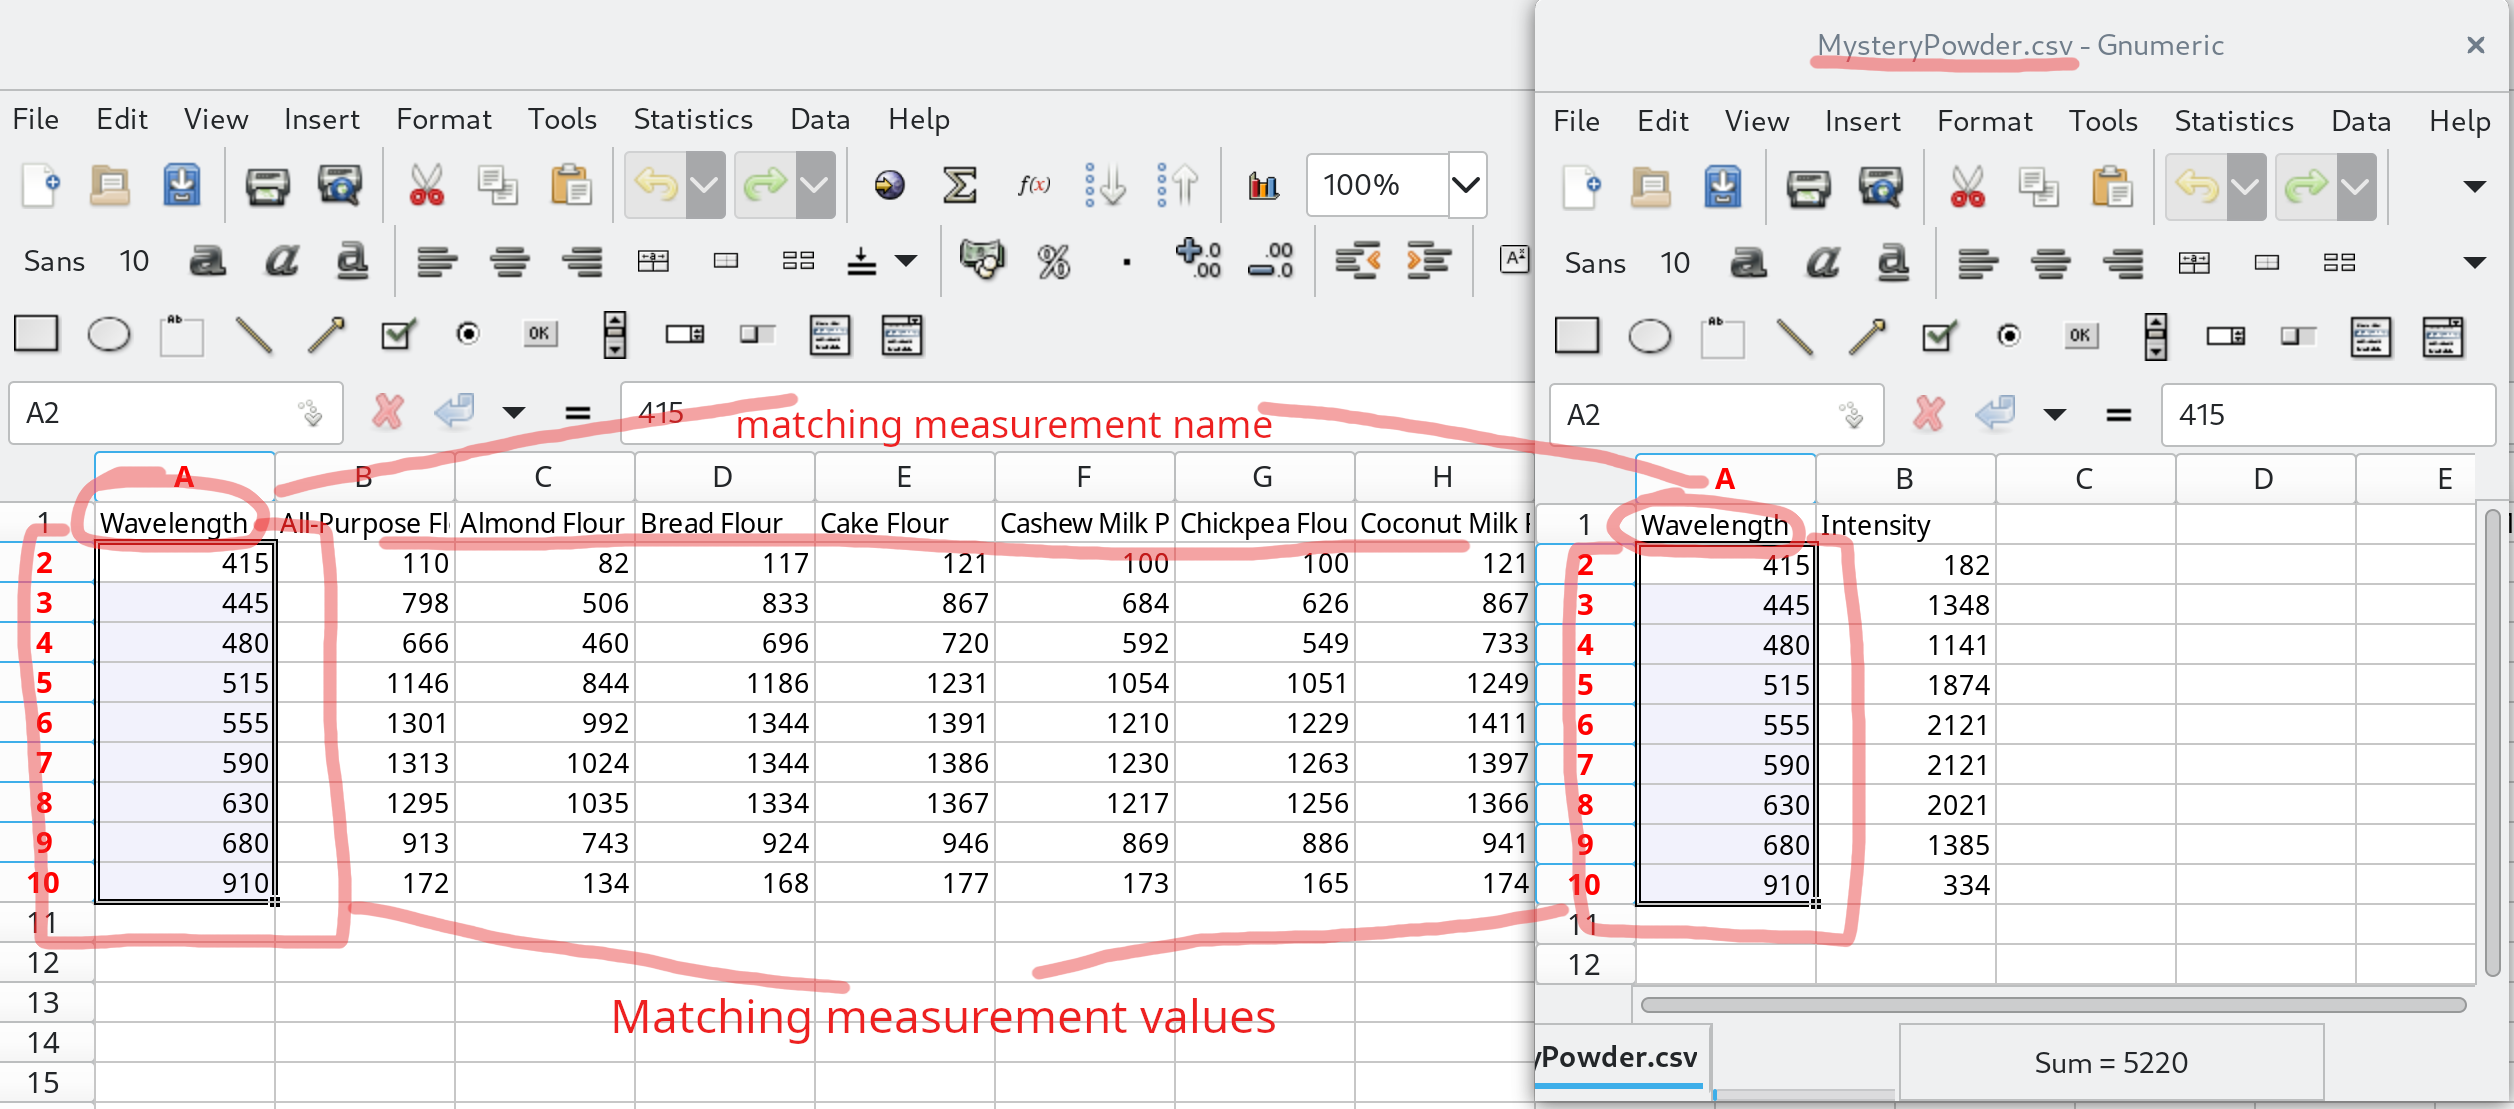 MysteryPowder.csv - Gnumeric
File Edit View Insert Format Tools Statistics Data Help
100%
Sans 10
A2 = 415
matching measurement name
A B C D E F G H
1 Wavelength All-Purpose Fl Almond Flour Bread Flour Cake Flour Cashew Milk P Chickpea Flou Coconut Milk
2 415 110 82 117 121 100 100 121
3 445 798 506 833 867 684 626 867
4 480 666 460 696 720 592 549 733
5 515 1146 844 1186 1231 1054 1051 1249
6 555 1301 992 1344 1391 1210 1229 1411
7 590 1313 1024 1344 1386 1230 1263 1397
8 630 1295 1035 1334 1367 1217 1256 1366
9 680 913 743 924 946 869 886 941
10 910 172 134 168 177 173 165 174
11
12
13
14
15
Matching measurement values
File Edit View Insert Format Tools Statistics Data Help
Sans 10
A2 = 415
A B C D E
1 Wavelength Intensity
2 415 182
3 445 1348
4 480 1141
5 515 1874
6 555 2121
7 590 2121
8 630 2021
9 680 1385
10 910 334
11
12
yPowder.csv
Sum = 5220